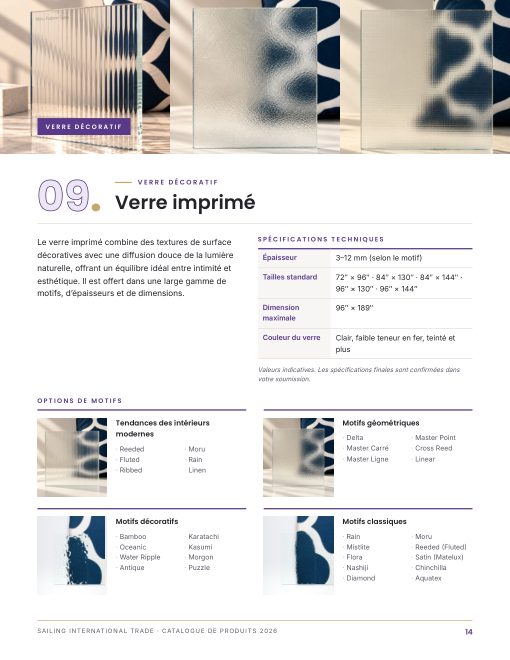 VERRE DÉCORATIF
09.
VERRE DÉCORATIF
Verre imprimé
Le verre imprimé combine des textures de surface
décoratives avec une diffusion douce de la lumière
naturelle, offrant un équilibre idéal entre intimité et
esthétique. Il est offert dans une large gamme de
motifs, d’épaisseurs et de dimensions.
SPÉCIFICATIONS TECHNIQUES
Épaisseur
3–12 mm (selon le motif)
Tailles standard
72″ × 96″ · 84″ × 130″ · 84″ × 144″ ·
96″ × 130″ · 96″ × 144″
Dimension
maximale
96″ × 189″
Couleur du verre
Clair, faible teneur en fer, teinté et
plus
Valeurs indicatives. Les spécifications finales sont confirmées dans
votre soumission.
OPTIONS DE MOTIFS
Tendances des intérieurs
modernes
· Reeded
· Fluted
· Ribbed
· Moru
· Rain
· Linen
Motifs géométriques
· Delta
· Master Carré
· Master Ligne
· Master Point
· Cross Reed
· Linear
Motifs décoratifs
· Bamboo
· Oceanic
· Water Ripple
· Antique
· Karatachi
· Kasumi
· Morgon
· Puzzle
Motifs classiques
· Rain
· Mistlite
· Flora
· Nashiji
· Diamond
· Moru
· Reeded (Fluted)
· Satin (Matelux)
· Chinchilla
· Aquatex
SAILING INTERNATIONAL TRADE · CATALOGUE DE PRODUITS 2026
14